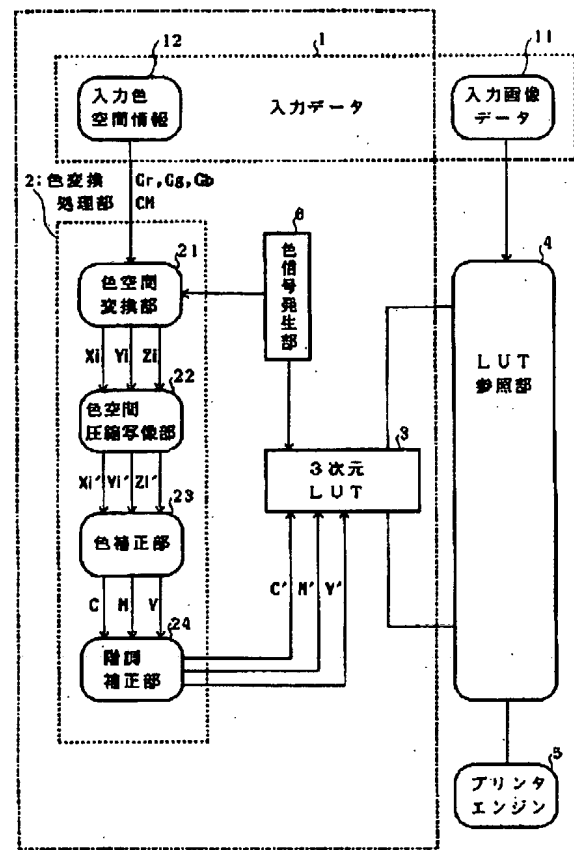 12
1
11
入力色
空間情報
入力データ
入力画像
データ
2:色変換
処理部
Gr,Gg,Gb
CM
21
色空間
変換部
6
色信号発生部
4
LUT
参照部
Xi Yi Zi
22
色空間
圧縮写像部
3
3次元
LUT
Xi' Yi' Zi'
23
色補正部
C M Y
C' M' Y'
24
階調
補正部
5
プリンタ
エンジン